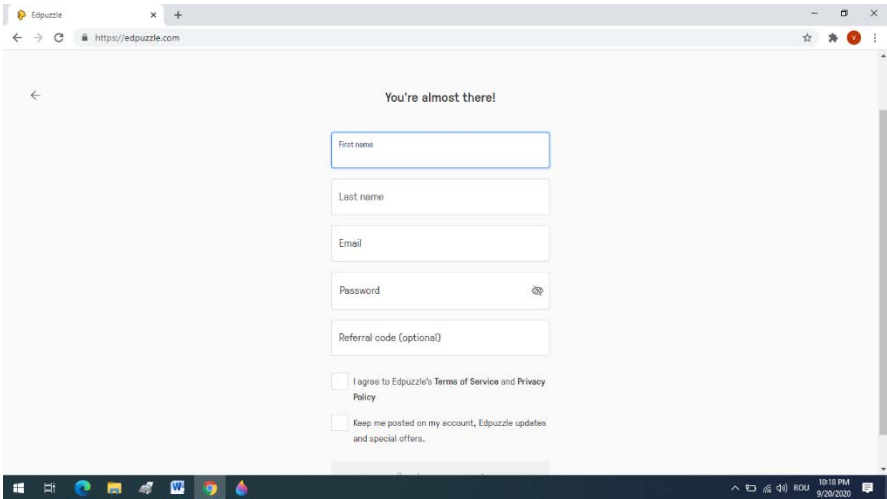 Edpuzzle
https://edpuzzle.com
V
You're almost there!
First name
Last name
Email
Password
Referral code (optional)
I agree to Edpuzzle's Terms of Service and Privacy
Policy
Keep me posted on my account, Edpuzzle updates
and special offers.
ROU
10:18 PM
9/20/2020